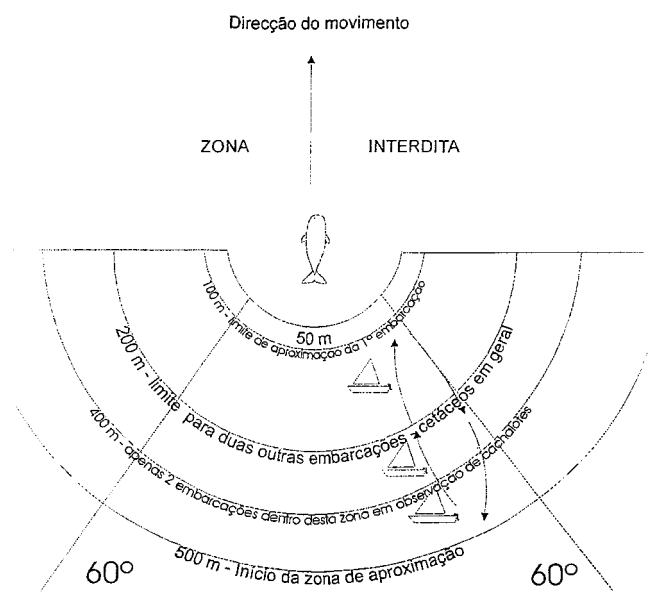 Direcção do movimento
ZONA INTERDITA
50 m
100 m - limite de aproximação da 1ª embarcação
200 m - limite para duas outras embarcações - cetáceos em geral
400 m - apenas 2 embarcações dentro desta zona em observação de cachalotes
500 m - Início da zona de aproximação
60º 60º